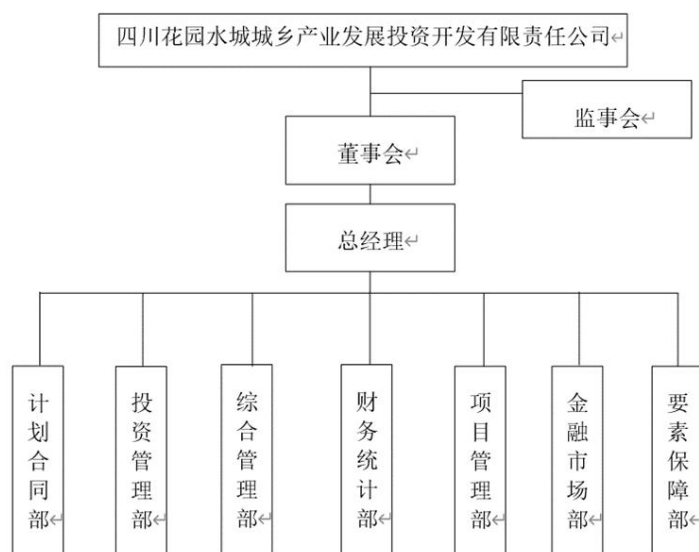 四川花园水城城乡产业发展投资开发有限责任公司
监事会
董事会
总经理
计划合同部
投资管理部
综合管理部
财务统计部
项目管理部
金融市场部
要素保障部